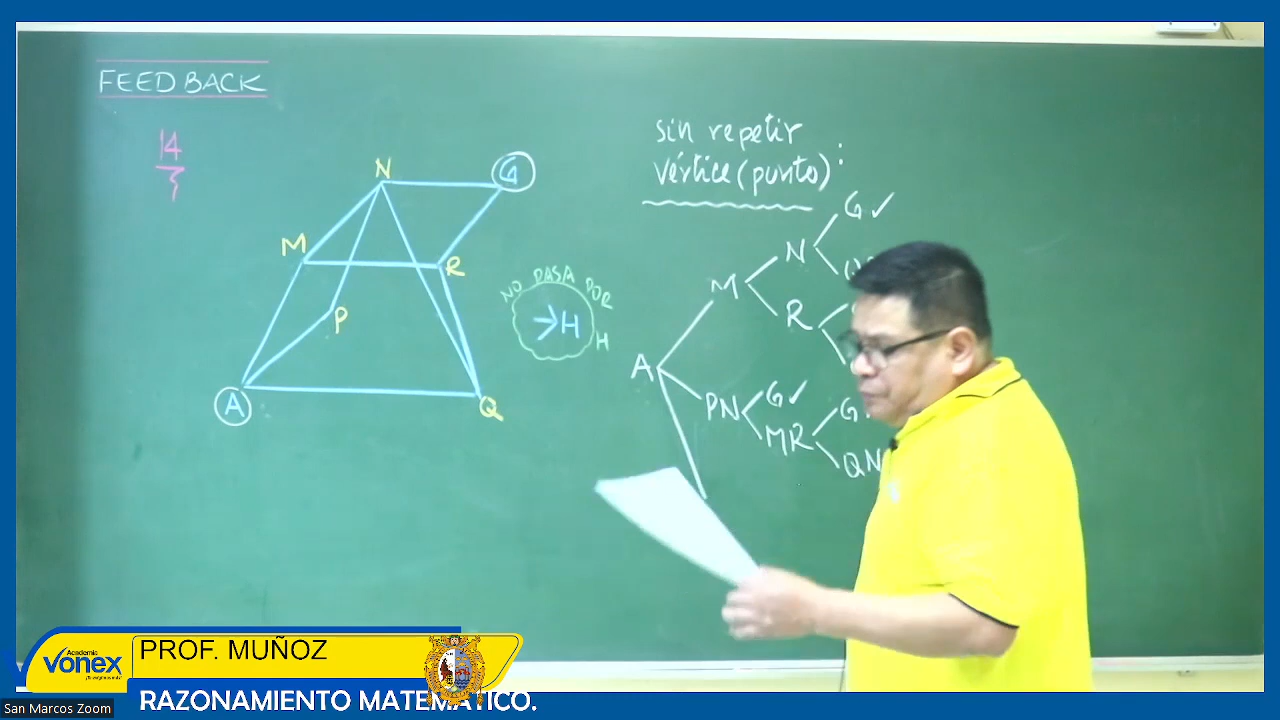 FEED BACK
14
N
G
M
R
P
A
Q
NO PASA POR H
→H
sin repetir
vértice (punto):
A
M
N
G ✓
R
PN
G ✓
MR
G
QN
Academia
vonex
PROF. MUÑOZ
RAZONAMIENTO MATEMÁTICO.
San Marcos Zoom